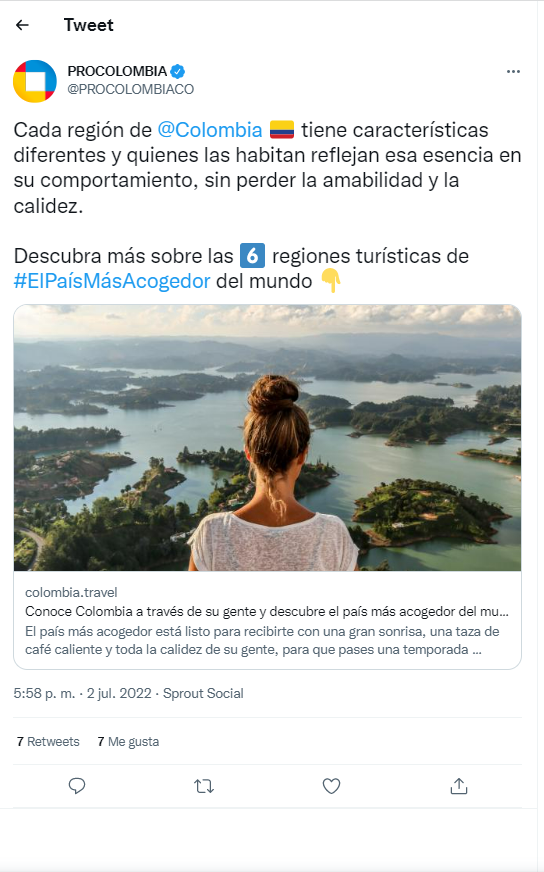 Tweet
PROCOLOMBIA
@PROCOLOMBIACO
Cada región de @Colombia 🇨🇴 tiene características
diferentes y quienes las habitan reflejan esa esencia en
su comportamiento, sin perder la amabilidad y la
calidez.
Descubra más sobre las 6️⃣ regiones turísticas de
#ElPaísMásAcogedor del mundo 👇
colombia.travel
Conoce Colombia a través de su gente y descubre el país más acogedor del mu...
El país más acogedor está listo para recibirte con una gran sonrisa, una taza de
café caliente y toda la calidez de su gente, para que pases una temporada ...
5:58 p. m. · 2 jul. 2022 · Sprout Social
7 Retweets 7 Me gusta